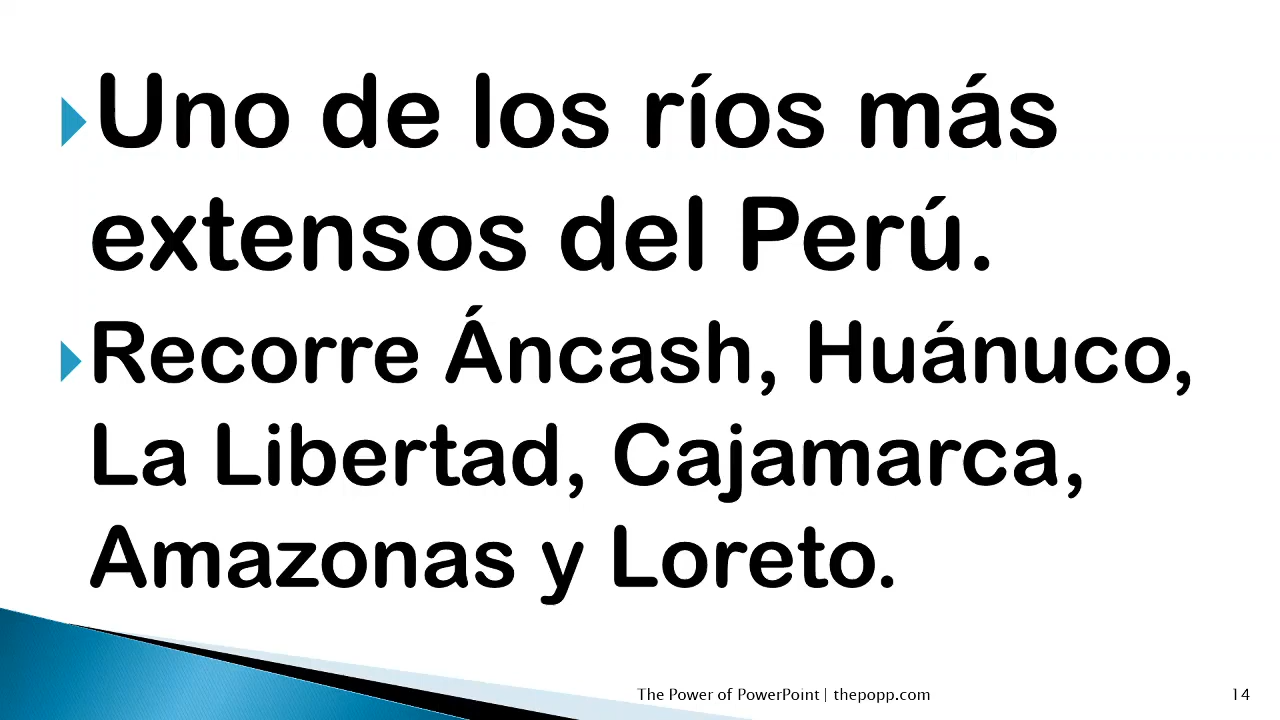 Uno de los ríos más
extensos del Perú.
Recorre Áncash, Huánuco,
La Libertad, Cajamarca,
Amazonas y Loreto.
The Power of PowerPoint | thepopp.com
14